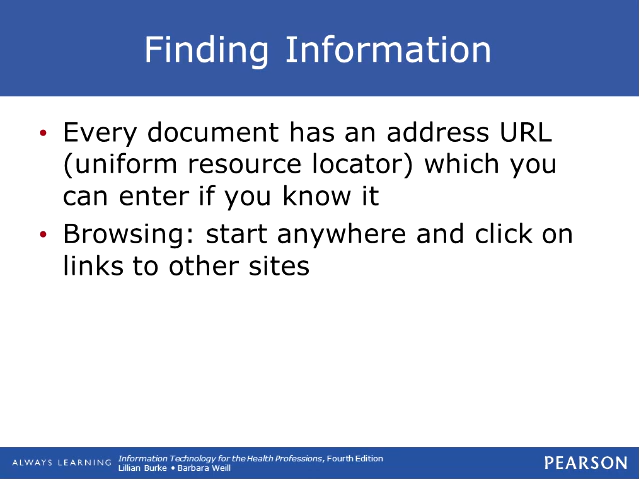 Finding Information
• Every document has an address URL
(uniform resource locator) which you
can enter if you know it
• Browsing: start anywhere and click on
links to other sites
ALWAYS LEARNING
Information Technology for the Health Professions, Fourth Edition
Lillian Burke ♦ Barbara Weill
PEARSON